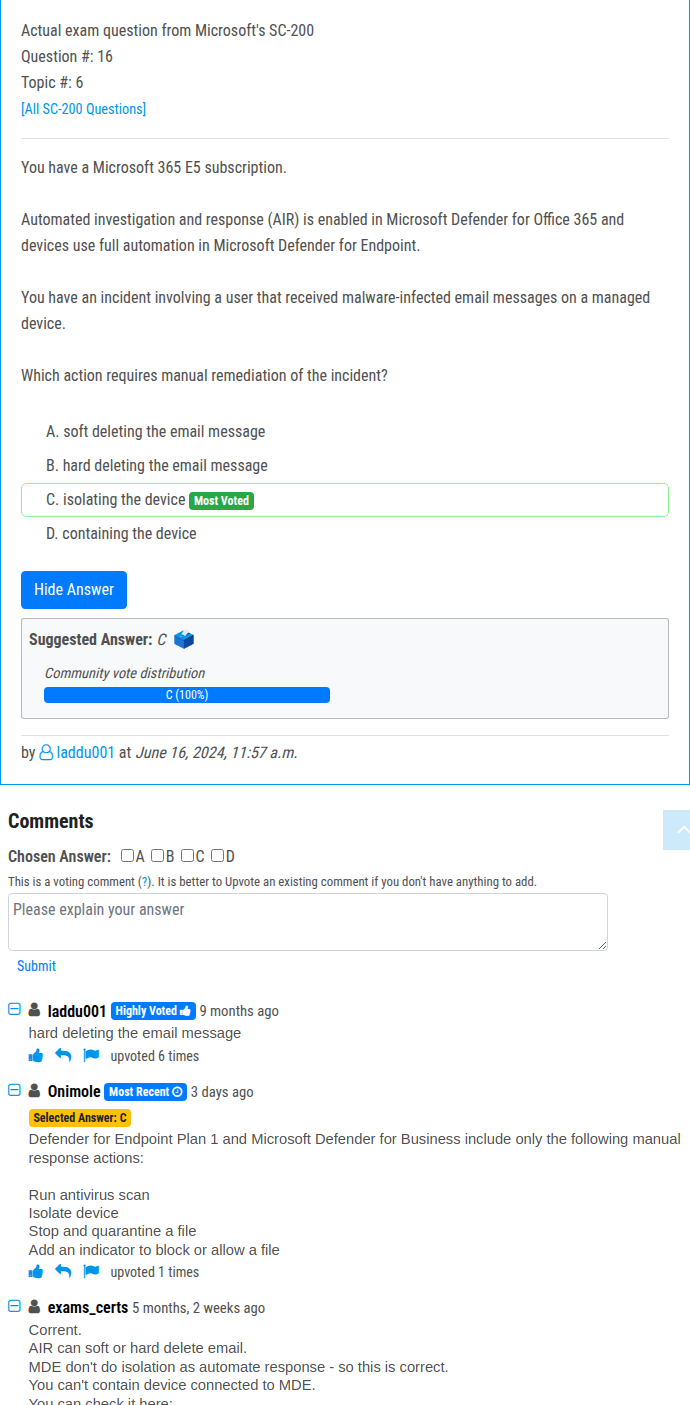 Actual exam question from Microsoft's SC-200
Question #: 16
Topic #: 6
[All SC-200 Questions]
You have a Microsoft 365 E5 subscription.
Automated investigation and response (AIR) is enabled in Microsoft Defender for Office 365 and
devices use full automation in Microsoft Defender for Endpoint.
You have an incident involving a user that received malware-infected email messages on a managed
device.
Which action requires manual remediation of the incident?
A. soft deleting the email message
B. hard deleting the email message
C. isolating the device Most Voted
D. containing the device
Hide Answer
Suggested Answer: C
Community vote distribution
C (100%)
by laddu001 at June 16, 2024, 11:57 a.m.
Comments
Chosen Answer: A B C D
This is a voting comment (?). It is better to Upvote an existing comment if you don't have anything to add.
Please explain your answer
Submit
laddu001 Highly Voted 9 months ago
hard deleting the email message
upvoted 6 times
Onimole Most Recent 3 days ago
Selected Answer: C
Defender for Endpoint Plan 1 and Microsoft Defender for Business include only the following manual
response actions:
Run antivirus scan
Isolate device
Stop and quarantine a file
Add an indicator to block or allow a file
upvoted 1 times
exams_certs 5 months, 2 weeks ago
Corrent.
AIR can soft or hard delete email.
MDE don't do isolation as automate response - so this is correct.
You can't contain device connected to MDE.
You can check it here: